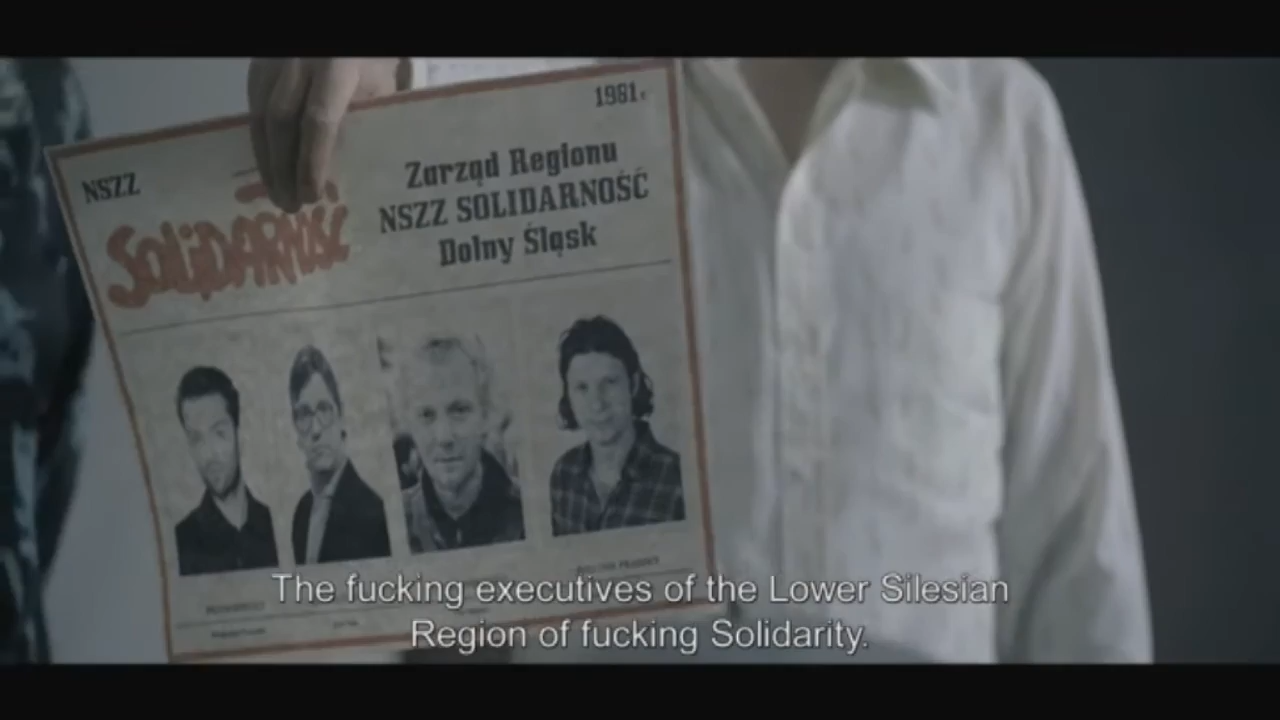 1981r
NSZZ
SOLIDARNOŚĆ
Zarząd Regionu
NSZZ SOLIDARNOŚĆ
Dolny Śląsk
The fucking executives of the Lower Silesian
Region of fucking Solidarity.